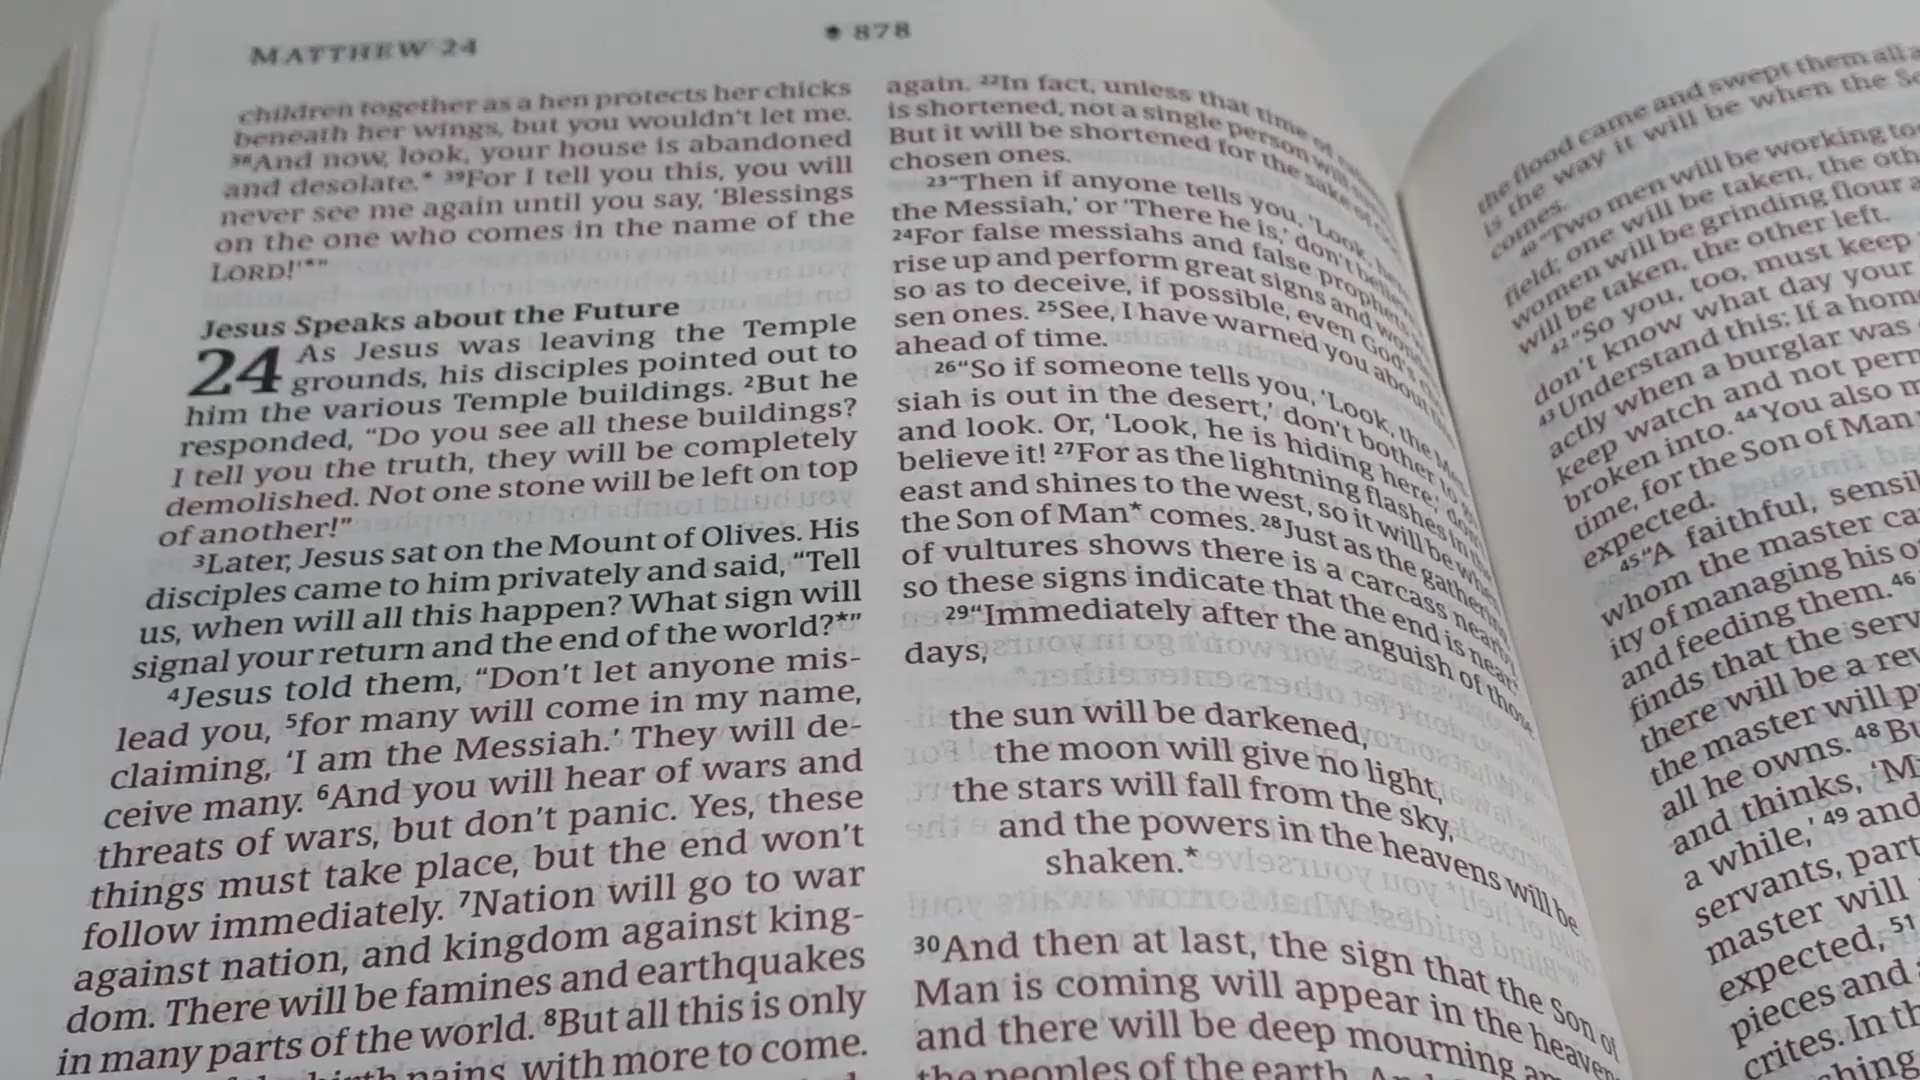 MATTHEW 24
878
children together as a hen protects her chicks
beneath her wings, but you wouldn't let me.
38And now, look, your house is abandoned
and desolate.* 39For I tell you this, you will
never see me again until you say, 'Blessings
on the one who comes in the name of the
LORD!'*"
Jesus Speaks about the Future
24 As Jesus was leaving the Temple
grounds, his disciples pointed out to
him the various Temple buildings. 2But he
responded, "Do you see all these buildings?
I tell you the truth, they will be completely
demolished. Not one stone will be left on top
of another!"
3Later, Jesus sat on the Mount of Olives. His
disciples came to him privately and said, "Tell
us, when will all this happen? What sign will
signal your return and the end of the world?*"
4Jesus told them, "Don't let anyone mis-
lead you, 5for many will come in my name,
claiming, 'I am the Messiah.' They will de-
ceive many. 6And you will hear of wars and
threats of wars, but don't panic. Yes, these
things must take place, but the end won't
follow immediately. 7Nation will go to war
against nation, and kingdom against king-
dom. There will be famines and earthquakes
in many parts of the world. 8But all this is only
birth pains, with more to come.
again. 22In fact, unless that time of
is shortened, not a single person will
But it will be shortened for the sake of
chosen ones.
23"Then if anyone tells you, 'Look,
the Messiah,' or 'There he is,' don't believe
24For false messiahs and false prophets
rise up and perform great signs and
so as to deceive, if possible, even God's
sen ones. 25See, I have warned you about
ahead of time.
26"So if someone tells you, 'Look, the
siah is out in the desert,' don't bother to
and look. Or, 'Look, he is hiding here,' don't
believe it! 27For as the lightning flashes in the
east and shines to the west, so it will be when
the Son of Man* comes. 28Just as the gathering
of vultures shows there is a carcass nearby,
so these signs indicate that the end is near.*
29"Immediately after the anguish of those
days,
the sun will be darkened,
the moon will give no light,
the stars will fall from the sky,
and the powers in the heavens will be
shaken.*
30And then at last, the sign that the Son of
Man is coming will appear in the heavens,
and there will be deep mourning
the peoples of the earth.
the flood came and swept them all
is the way it will be when the
comes.
40"Two men will be working
field; one will be taken, the
women will be grinding flour
will be taken, the other left.
42"So you, too, must keep
don't know what day your
43Understand this: If a
actly when a burglar was
keep watch and not
broken into. 44You also
time, for the Son of Man
expected.
45"A faithful,
whom the master
ity of managing his
and feeding them. 46
finds that the
there will be a
the master will
all he owns. 48
and thinks,
a while,' 49and
servants,
master will
expected, 51
pieces and
crites. In